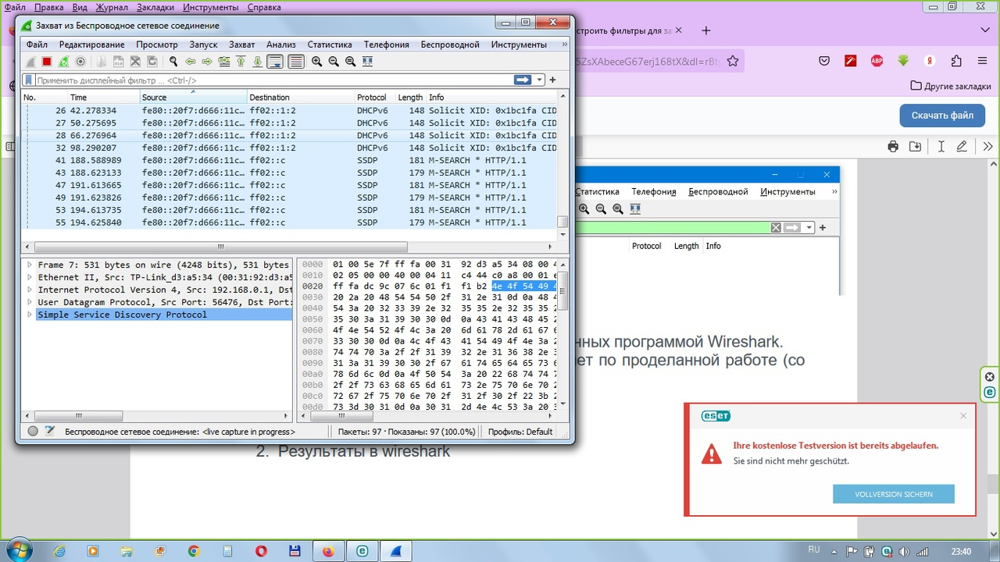 Файл Правка Вид Журнал Закладки Инструменты Справка
Захват из Беспроводное сетевое соединение
строить фильтры для за
Файл Редактирование Просмотр Запуск Захват Анализ Статистика Телефония Беспроводной Инструменты »
5ZsXAbeeeG67erj168tX&dl=rBt
ABP
Я
Применить дисплейный фильтр ... <Ctrl-/>
Другие закладки
No. Time Source Destination Protocol Length Info
26 42.278334 fe80::20f7:d666:11c… ff02::1:2 DHCPv6 148 Solicit XID: 0x1bc1fa CID
27 50.275695 fe80::20f7:d666:11c… ff02::1:2 DHCPv6 148 Solicit XID: 0x1bc1fa CID
28 66.276964 fe80::20f7:d666:11c… ff02::1:2 DHCPv6 148 Solicit XID: 0x1bc1fa CID
32 98.290207 fe80::20f7:d666:11c… ff02::1:2 DHCPv6 148 Solicit XID: 0x1bc1fa CID
41 188.588989 fe80::20f7:d666:11c… ff02::c SSDP 181 M-SEARCH * HTTP/1.1
43 188.623133 fe80::20f7:d666:11c… ff02::c SSDP 179 M-SEARCH * HTTP/1.1
47 191.613665 fe80::20f7:d666:11c… ff02::c SSDP 181 M-SEARCH * HTTP/1.1
49 191.623826 fe80::20f7:d666:11c… ff02::c SSDP 179 M-SEARCH * HTTP/1.1
53 194.613735 fe80::20f7:d666:11c… ff02::c SSDP 181 M-SEARCH * HTTP/1.1
55 194.625840 fe80::20f7:d666:11c… ff02::c SSDP 179 M-SEARCH * HTTP/1.1
Скачать файл
Статистика Телефония Беспроводной Инструменты »
Protocol Length Info
Frame 7: 531 bytes on wire (4248 bits), 531 bytes
Ethernet II, Src: TP-Link_d3:a5:34 (00:31:92:d3:a5
Internet Protocol Version 4, Src: 192.168.0.1, Dst
User Datagram Protocol, Src Port: 56476, Dst Port:
Simple Service Discovery Protocol
0000 01 00 5e 7f ff fa 00 31 92 d3 a5 34 08 00 4
0010 02 05 00 00 40 00 04 11 c4 44 c0 a8 00 01 e
0020 ff fa dc 9c 07 6c 01 f1 f1 b2 4e 4f 54 49 4
0030 20 2a 20 48 54 54 50 2f 31 2e 31 0d 0a 48 4
0040 54 3a 20 32 33 39 2e 32 35 35 2e 32 35 35 2
0050 35 30 3a 31 39 30 30 0d 0a 43 41 43 48 45 2
0060 4f 4e 54 52 4f 4c 3a 20 6d 61 78 2d 61 67 6
0070 33 30 30 0d 0a 4c 4f 43 41 54 49 4f 4e 3a 2
0080 74 74 70 3a 2f 2f 31 39 32 2e 31 36 38 2e 3
0090 31 3a 31 39 30 30 2f 67 61 74 65 64 65 73 6
00a0 78 6d 6c 0d 0a 4f 50 54 3a 20 22 68 74 74 7
00b0 2f 2f 73 63 68 65 6d 61 73 2e 75 70 6e 70 2
00c0 72 67 2f 75 70 6e 70 2f 31 2f 30 2f 22 3b 2
00d0 73 3d 30 31 0d 0a 30 31 2d 4e 4c 53 3a 20 3
нных программой Wireshark.
ет по проделанной работе (со
Беспроводное сетевое соединение: <live capture in progress> Пакеты: 97 · Показаны: 97 (100.0%) Профиль: Default
2. Результаты в wireshark
eset
Ihre kostenlose Testversion ist bereits abgelaufen.
Sie sind nicht mehr geschützt.
VOLLVERSION SICHERN
RU 23:40